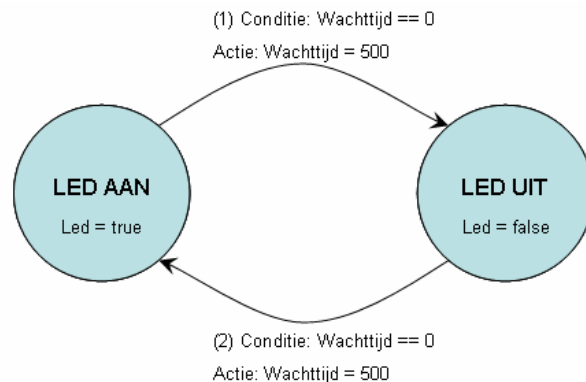 (1) Conditie: Wachttijd == 0
Actie: Wachttijd = 500
LED AAN
Led = true
LED UIT
Led = false
(2) Conditie: Wachttijd == 0
Actie: Wachttijd = 500